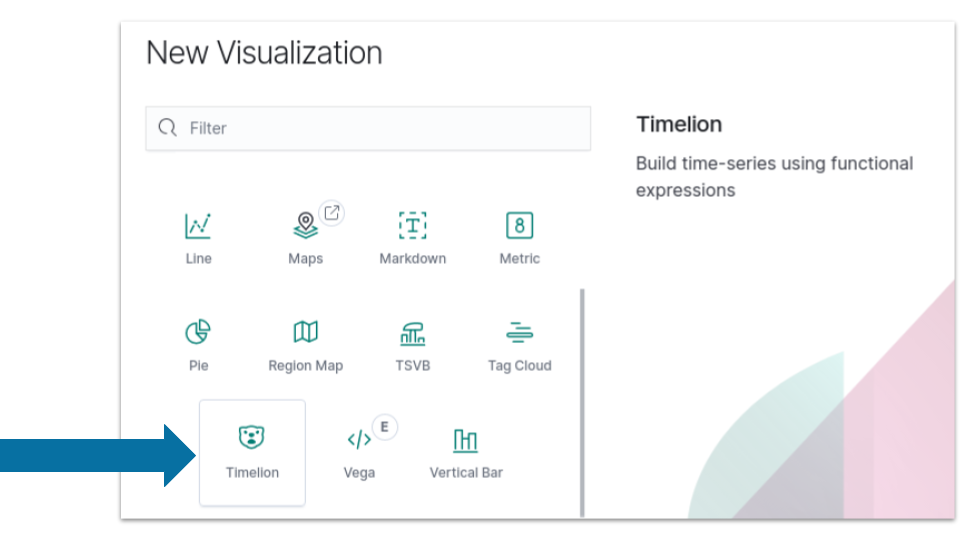 New Visualization
Filter
Timelion
Build time-series using functional
expressions
Line
Maps
Markdown
Metric
Pie
Region Map
TSVB
Tag Cloud
Timelion
E
Vega
Vertical Bar